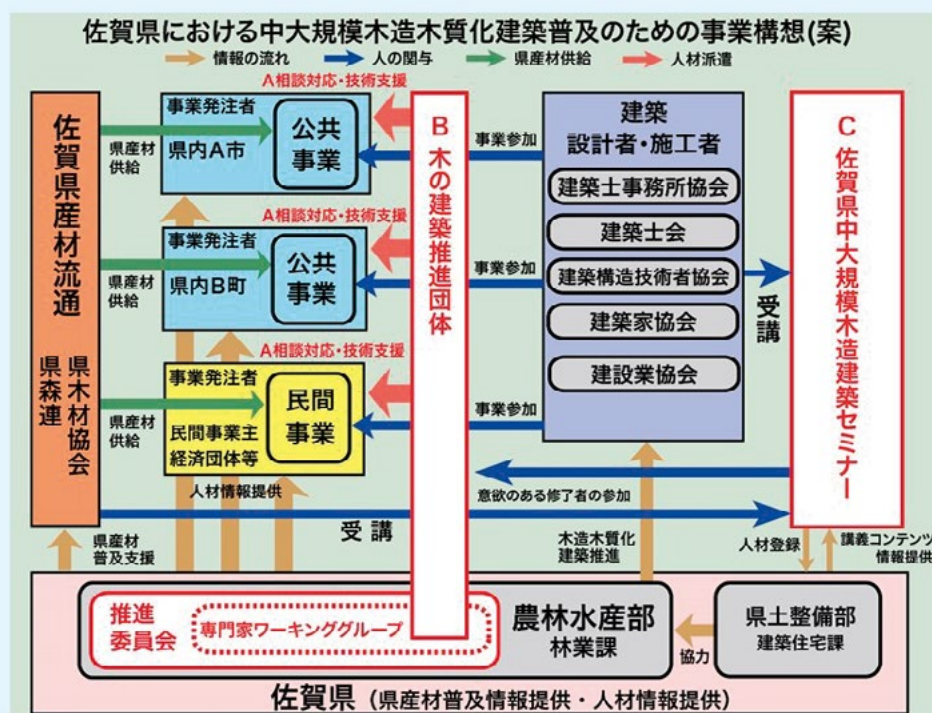 佐賀県における中大規模木造木質化建築普及のための事業構想(案)
情報の流れ
人の関与
県産材供給
人材派遣
佐賀県産材流通
県木材協会
県森連
県産材
供給
A相談対応・技術支援
事業発注者
県内A市
公共
事業
事業参加
県産材
供給
A相談対応・技術支援
事業発注者
県内B町
公共
事業
事業参加
県産材
供給
A相談対応・技術支援
事業発注者
民間事業主
経済団体等
民間
事業
事業参加
B 木の建築推進団体
建築
設計者・施工者
建築士事務所協会
建築士会
建築構造技術者協会
建築家協会
建設業協会
受講
C 佐賀県中大規模木造建築セミナー
人材情報提供
意欲のある修了者の参加
受講
県産材
普及支援
木造木質化
建築推進
人材登録
講義コンテンツ
情報提供
推進
委員会
専門家ワーキンググループ
農林水産部
林業課
協力
県土整備部
建築住宅課
佐賀県（県産材普及情報提供・人材情報提供）